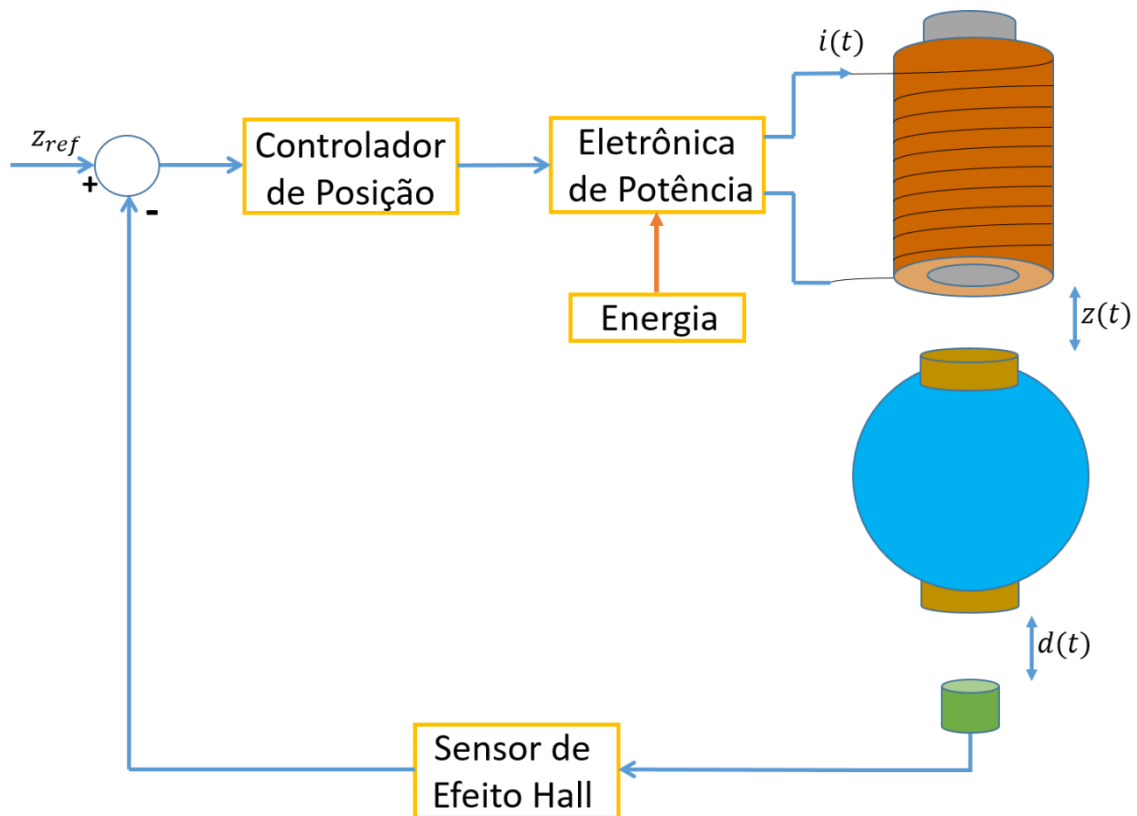 i(t)
z_ref
+
-
Controlador
de Posição
Eletrônica
de Potência
Energia
z(t)
d(t)
Sensor de
Efeito Hall